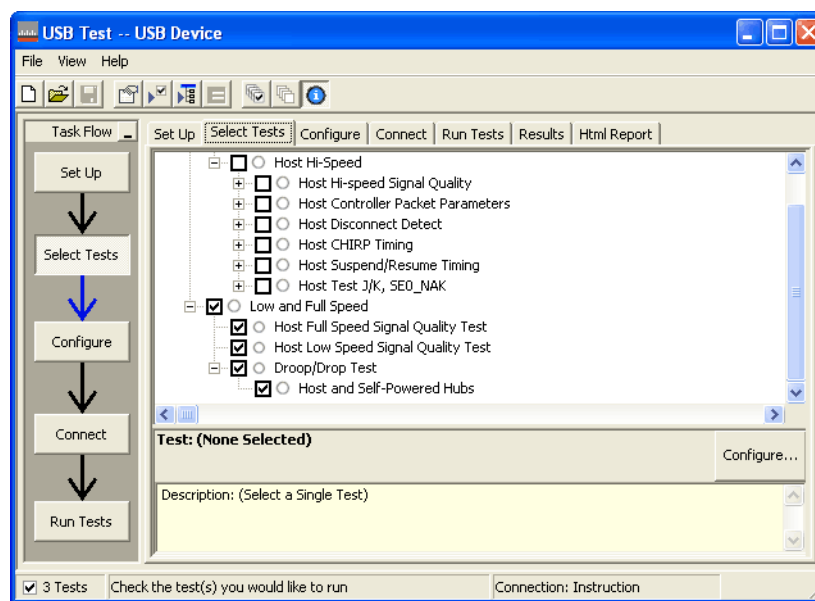 USB Test -- USB Device
File View Help
Task Flow
Set Up
Select Tests
Configure
Connect
Run Tests
Set Up Select Tests Configure Connect Run Tests Results Html Report
Host Hi-Speed
Host Hi-speed Signal Quality
Host Controller Packet Parameters
Host Disconnect Detect
Host CHIRP Timing
Host Suspend/Resume Timing
Host Test J/K, SE0_NAK
Low and Full Speed
Host Full Speed Signal Quality Test
Host Low Speed Signal Quality Test
Droop/Drop Test
Host and Self-Powered Hubs
Test: (None Selected)
Configure...
Description: (Select a Single Test)
3 Tests Check the test(s) you would like to run Connection: Instruction